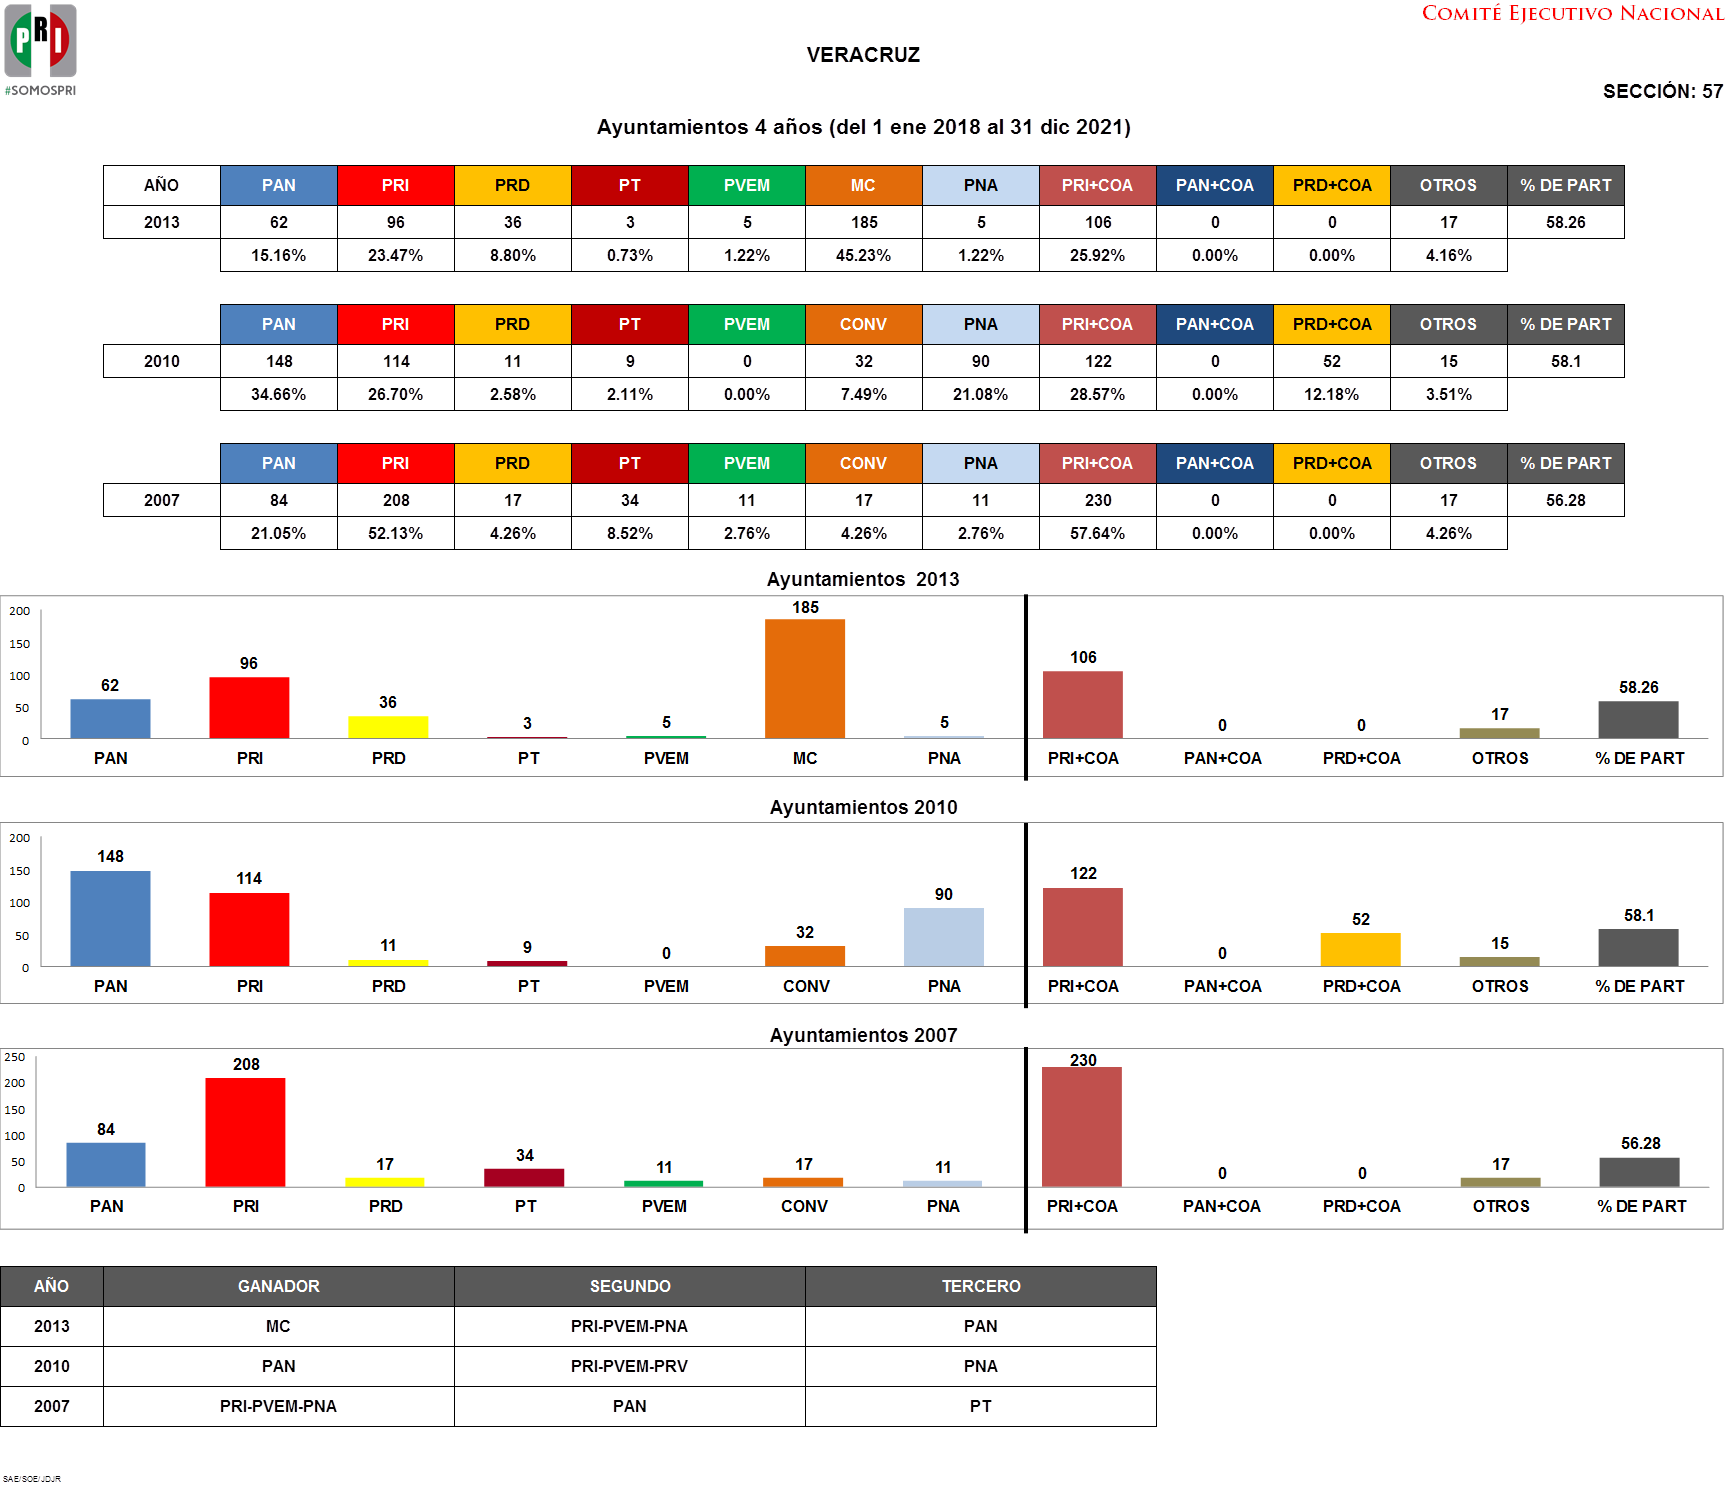 PRI
#SOMOSPRI
COMITÉ EJECUTIVO NACIONAL
VERACRUZ
SECCIÓN: 57
Ayuntamientos 4 años (del 1 ene 2018 al 31 dic 2021)
AÑO PAN PRI PRD PT PVEM MC PNA PRI+COA PAN+COA PRD+COA OTROS % DE PART
2013 62 96 36 3 5 185 5 106 0 0 17 58.26
15.16% 23.47% 8.80% 0.73% 1.22% 45.23% 1.22% 25.92% 0.00% 0.00% 4.16%
PAN PRI PRD PT PVEM CONV PNA PRI+COA PAN+COA PRD+COA OTROS % DE PART
2010 148 114 11 9 0 32 90 122 0 52 15 58.1
34.66% 26.70% 2.58% 2.11% 0.00% 7.49% 21.08% 28.57% 0.00% 12.18% 3.51%
PAN PRI PRD PT PVEM CONV PNA PRI+COA PAN+COA PRD+COA OTROS % DE PART
2007 84 208 17 34 11 17 11 230 0 0 17 56.28
21.05% 52.13% 4.26% 8.52% 2.76% 4.26% 2.76% 57.64% 0.00% 0.00% 4.26%
Ayuntamientos 2013
200
150
100
50
0
62 96 36 3 5 185 5 106 0 0 17 58.26
PAN PRI PRD PT PVEM MC PNA PRI+COA PAN+COA PRD+COA OTROS % DE PART
Ayuntamientos 2010
200
150
100
50
0
148 114 11 9 0 32 90 122 0 52 15 58.1
PAN PRI PRD PT PVEM CONV PNA PRI+COA PAN+COA PRD+COA OTROS % DE PART
Ayuntamientos 2007
250
200
150
100
50
0
84 208 17 34 11 17 11 230 0 0 17 56.28
PAN PRI PRD PT PVEM CONV PNA PRI+COA PAN+COA PRD+COA OTROS % DE PART
AÑO GANADOR SEGUNDO TERCERO
2013 MC PRI-PVEM-PNA PAN
2010 PAN PRI-PVEM-PRV PNA
2007 PRI-PVEM-PNA PAN PT
SAE/SOE/JDJR